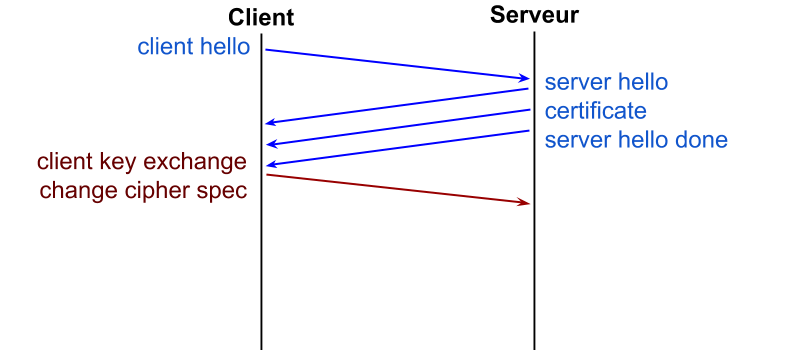 Client
Serveur
client hello
server hello
certificate
server hello done
client key exchange
change cipher spec